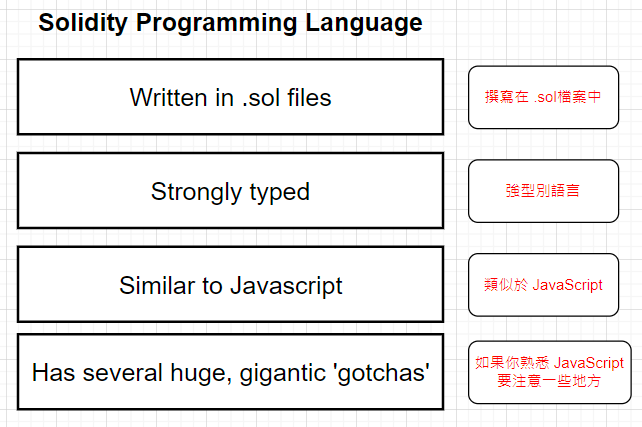 Solidity Programming Language
Written in .sol files
撰寫在 .sol檔案中
Strongly typed
強型別語言
Similar to Javascript
類似於 JavaScript
Has several huge, gigantic 'gotchas'
如果你熟悉 JavaScript
要注意一些地方